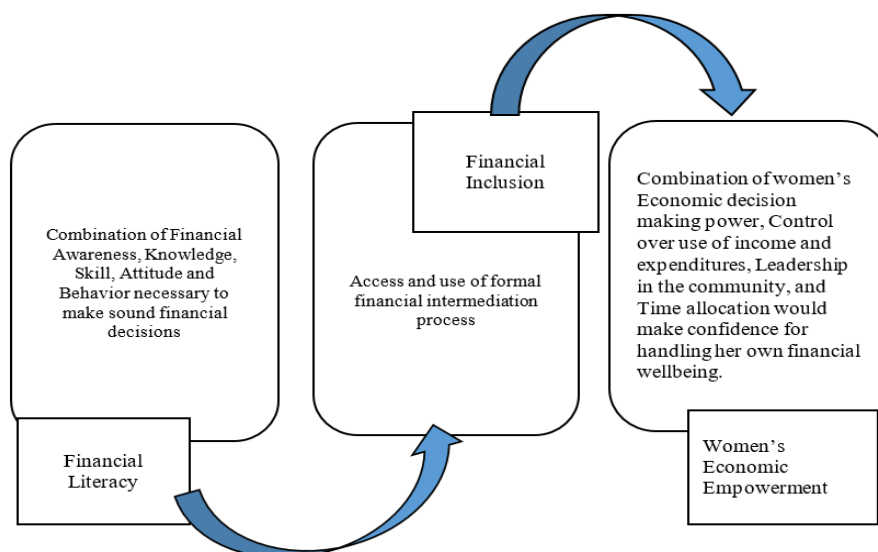 Combination of Financial
Awareness, Knowledge,
Skill, Attitude and
Behavior necessary to
make sound financial
decisions
Financial
Literacy
Financial
Inclusion
Access and use of formal
financial intermediation
process
Combination of women’s
Economic decision
making power, Control
over use of income and
expenditures, Leadership
in the community, and
Time allocation would
make confidence for
handling her own financial
wellbeing.
Women’s
Economic
Empowerment